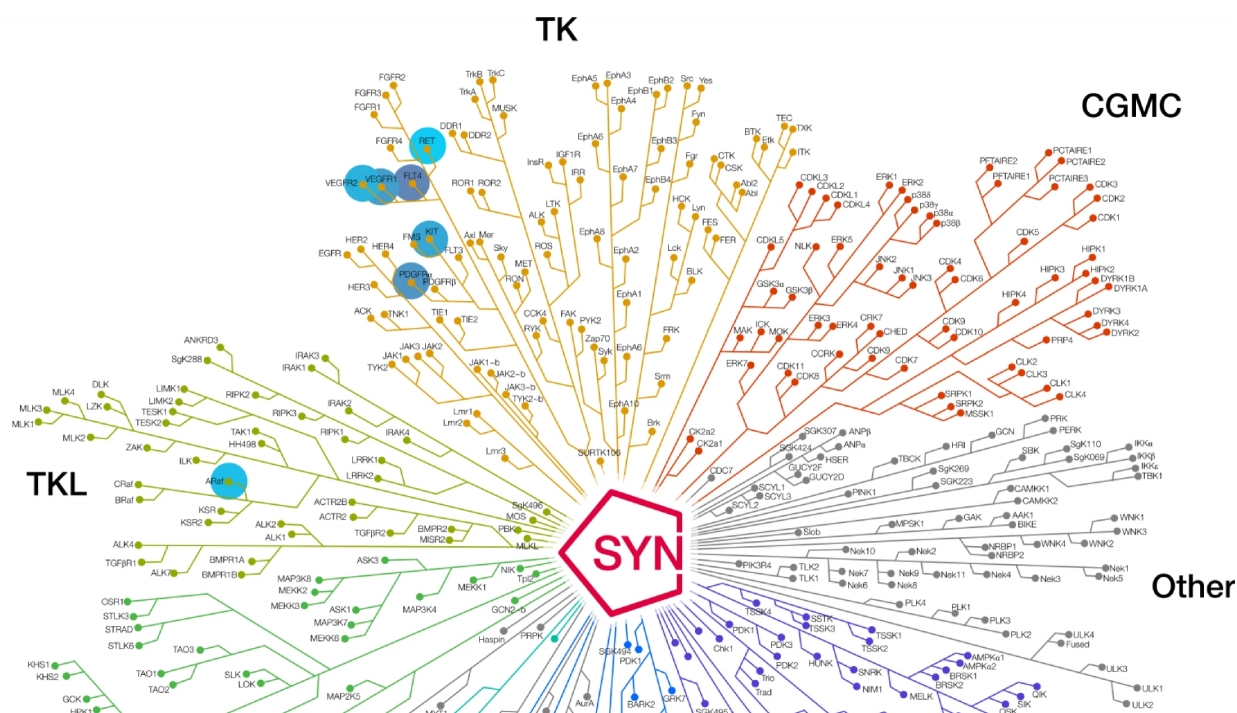 TK
CGMC
TKL
Other
SYN
FGFR2
FGFR3
FGFR1
FGFR4
RET
VEGFR2
VEGFR1
FLT4
TrkB
TrkC
TrkA
MUSK
DDR1
DDR2
ROR1
ROR2
FMS
KIT
FLT3
Axl
Mer
Sky
MET
RON
EGFR
HER2
HER4
HER3
PDGFRα
PDGFRβ
ACK
TNK1
TIE1
TIE2
JAK1
JAK3
JAK2
TYK2
JAK1~b
JAK2~b
JAK3~b
TYK2~b
Lmr1
Lmr2
Lmr3
InsR
IGF1R
IRR
LTK
ALK
ROS
CCK4
RYK
FAK
PYK2
Zap70
Syk
SURTK106
EphA5
EphA3
EphA4
EphA6
EphA7
EphA8
EphA2
EphA1
EphA6
EphA10
EphB1
EphB2
EphB3
EphB4
Src
Yes
Fyn
Fgr
HCK
Lyn
Lck
BLK
FES
FER
FRK
Srm
Brk
CTK
CSK
Abl2
Abl
BTK
Etk
TEC
TXK
ITK
CDKL3
CDKL2
CDKL1
CDKL4
CDKL5
ERK1
ERK2
p38δ
p38γ
p38α
p38β
NLK
ERK5
JNK2
JNK1
JNK3
GSK3α
GSK3β
ERK3
ERK4
MAK
ICK
MOK
ERK7
CDK11
CDK8
CCRK
CRK7
CHED
CDK9
CDK7
CDK9
CDK10
CDK4
CDK6
CDK5
PFTAIRE2
PFTAIRE1
PCTAIRE1
PCTAIRE2
PCTAIRE3
CDK3
CDK2
CDK1
HIPK1
HIPK3
HIPK2
HIPK4
DYRK1B
DYRK1A
DYRK3
DYRK4
DYRK2
PRP4
CLK2
CLK3
CLK1
CLK4
SRPK1
SRPK2
MSSK1
CK2a2
CK2a1
ANKRD3
SgK288
IRAK3
IRAK1
IRAK2
IRAK4
RIPK2
RIPK3
RIPK1
DLK
LZK
MLK4
MLK3
MLK1
MLK2
LIMK1
LIMK2
TESK1
TESK2
TAK1
HH498
ZAK
ILK
LRRK1
LRRK2
ARaf
CRaf
BRaf
KSR
KSR2
ACTR2B
ACTR2
TGFβR2
BMPR2
MISR2
ALK2
ALK1
ALK4
TGFβR1
ALK7
BMPR1A
BMPR1B
SgK496
MOS
PBK
MLKL
CDC7
SGK307
SGK424
ANPβ
ANPα
HSER
GUCY2F
GUCY2D
SCYL1
SCYL3
SCYL2
PINK1
TBCK
HRI
GCN
PRK
PERK
SBIK
SgK110
SgK069
Sgk269
SGK223
IKKα
IKKβ
IKKε
TBK1
CAMKK1
CAMKK2
Slob
MPSK1
GAK
AAK1
BIKE
WNK1
WNK3
WNK4
WNK2
NRBP1
NRBP2
Nek10
Nek2
PIK3R4
TLK2
TLK1
Nek7
Nek6
Nek9
Nek8
Nek11
Nek4
Nek3
Nek1
Nek5
PLK4
PLK1
PLK3
PLK2
ULK4
Fused
ULK3
ULK1
ULK2
ASK3
MAP3K8
MEKK2
MEKK3
ASK1
MAP3K7
MEKK6
MAP3K4
MEKK1
NIK
Tpl2
GCN2~b
Haspin
PRPK
OSR1
STLK3
STRAD
STLK6
TAO3
TAO1
TAO2
SLK
LOK
KHS1
KHS2
GCK
HPK1
MAP2K5
MYT1
AurA
SGK494
PDK1
BARK2
GRK7
SGK495
Chk1
PDK1
Trio
Trad
PDK3
PDK2
TSSK4
SSTK
TSSK3
TSSK1
TSSK2
HUNK
SNRK
NIM1
MELK
AMPKα1
AMPKα2
BRSK1
BRSK2
QIK
SIK